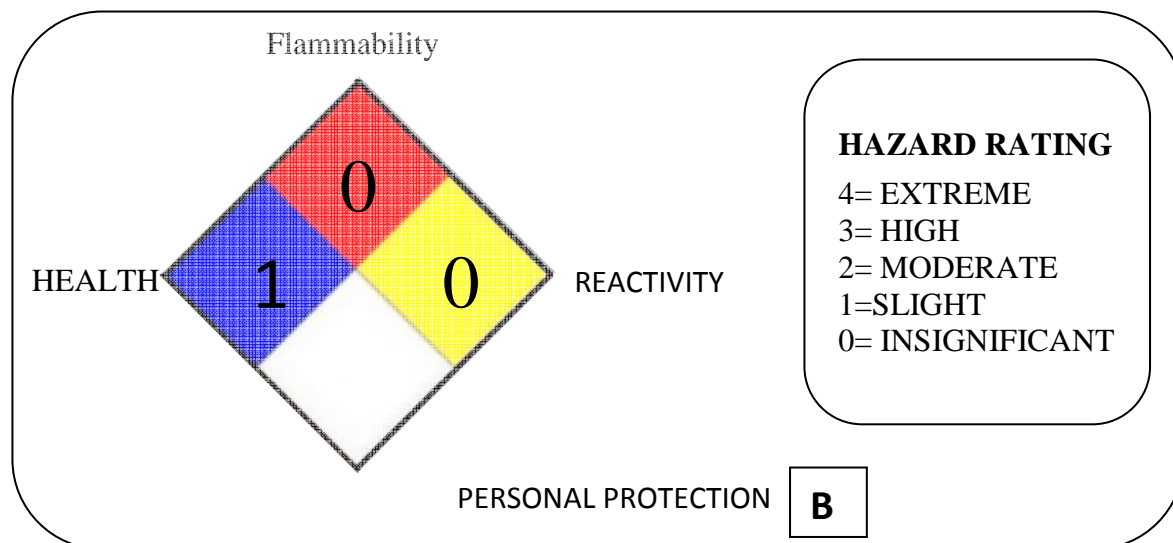 Flammability
0
HEALTH 1 0 REACTIVITY
PERSONAL PROTECTION B
HAZARD RATING
4= EXTREME
3= HIGH
2= MODERATE
1=SLIGHT
0= INSIGNIFICANT